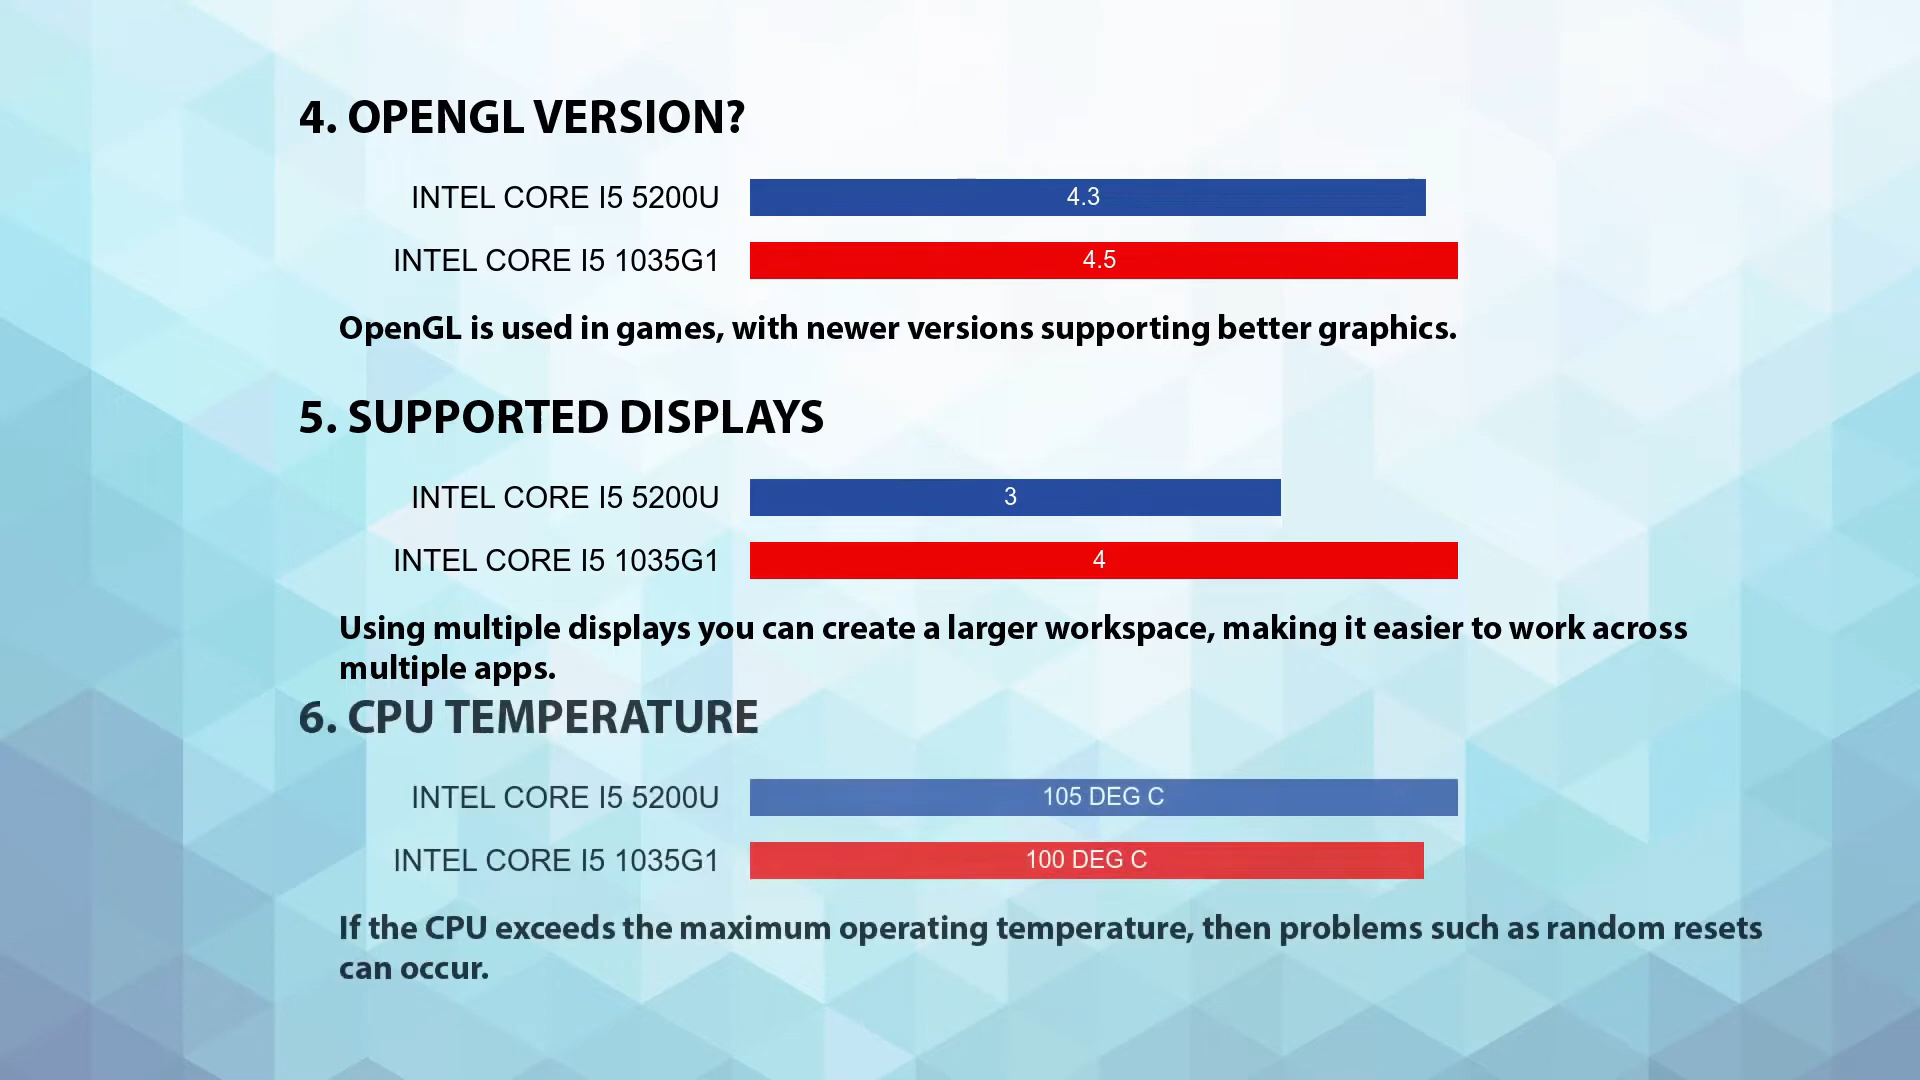 4. OPENGL VERSION?
INTEL CORE I5 5200U
4.3
INTEL CORE I5 1035G1
4.5
OpenGL is used in games, with newer versions supporting better graphics.
5. SUPPORTED DISPLAYS
INTEL CORE I5 5200U
3
INTEL CORE I5 1035G1
4
Using multiple displays you can create a larger workspace, making it easier to work across
multiple apps.
6. CPU TEMPERATURE
INTEL CORE I5 5200U
105 DEG C
INTEL CORE I5 1035G1
100 DEG C
If the CPU exceeds the maximum operating temperature, then problems such as random resets
can occur.